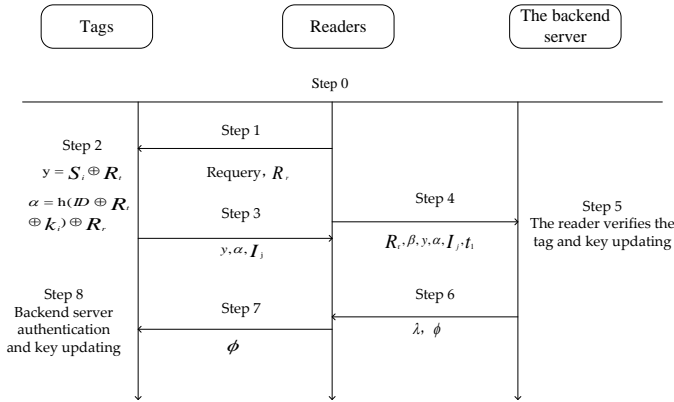 Tags
Readers
The backend
server
Step 0
Step 1
Requery, R_r
Step 2
y = S_i ⊕ R_t
α = h(ID ⊕ R_t
⊕ k_i) ⊕ R_r
Step 3
y, α, I_j
Step 4
R_r, β, y, α, I_j, t_1
Step 5
The reader verifies the
tag and key updating
Step 6
λ, ϕ
Step 7
ϕ
Step 8
Backend server
authentication
and key updating